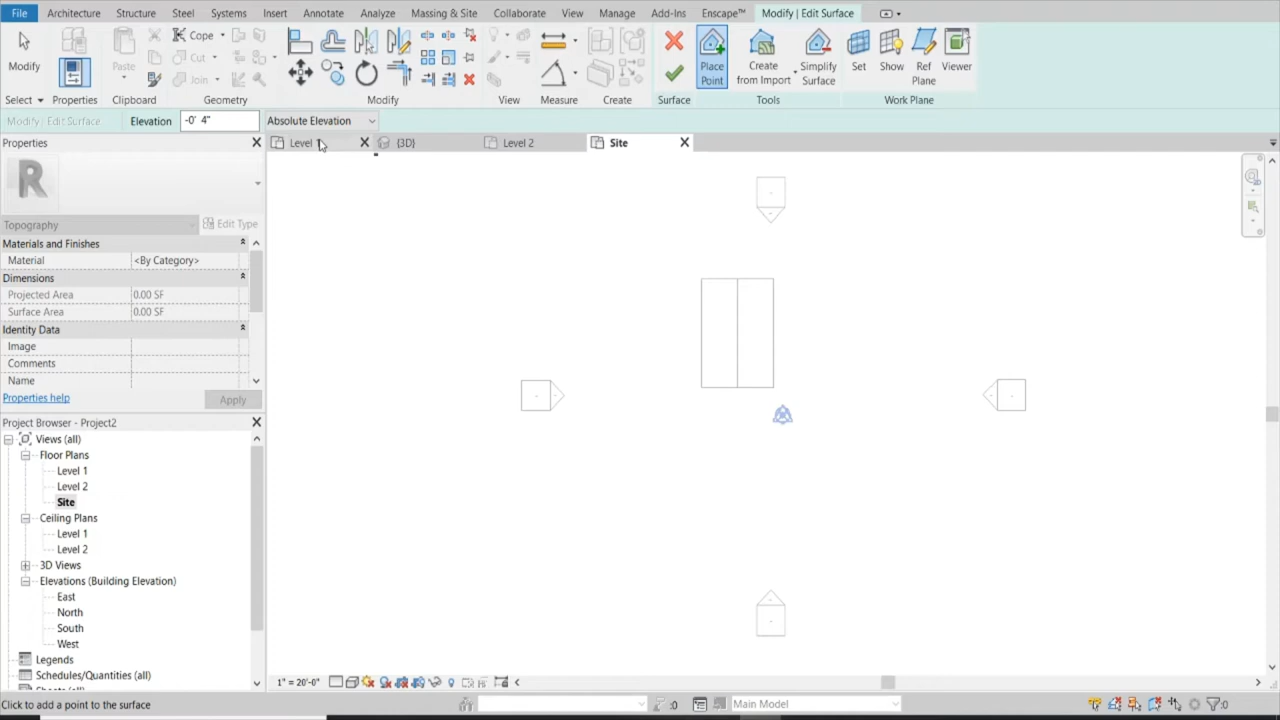 File Architecture Structure Steel Systems Insert Annotate Analyze Massing & Site Collaborate View Manage Add-Ins Enscape™ Modify | Edit Surface
Modify Properties Paste Cope Cut Join Place Point Create from Import Simplify Surface Set Show Ref Plane Viewer
Select Properties Clipboard Geometry Modify View Measure Create Surface Tools Work Plane
Modify | Edit Surface Elevation -0' 4" Absolute Elevation
Properties
Level {3D} Level 2 Site
R
Topography Edit Type
Materials and Finishes
Material <By Category>
Dimensions
Projected Area 0.00 SF
Surface Area 0.00 SF
Identity Data
Image
Comments
Name
Properties help Apply
Project Browser - Project2
Views (all)
Floor Plans
Level 1
Level 2
Site
Ceiling Plans
Level 1
Level 2
3D Views
Elevations (Building Elevation)
East
North
South
West
Legends
Schedules/Quantities (all)
1" = 20'-0"
Click to add a point to the surface :0 Main Model :0